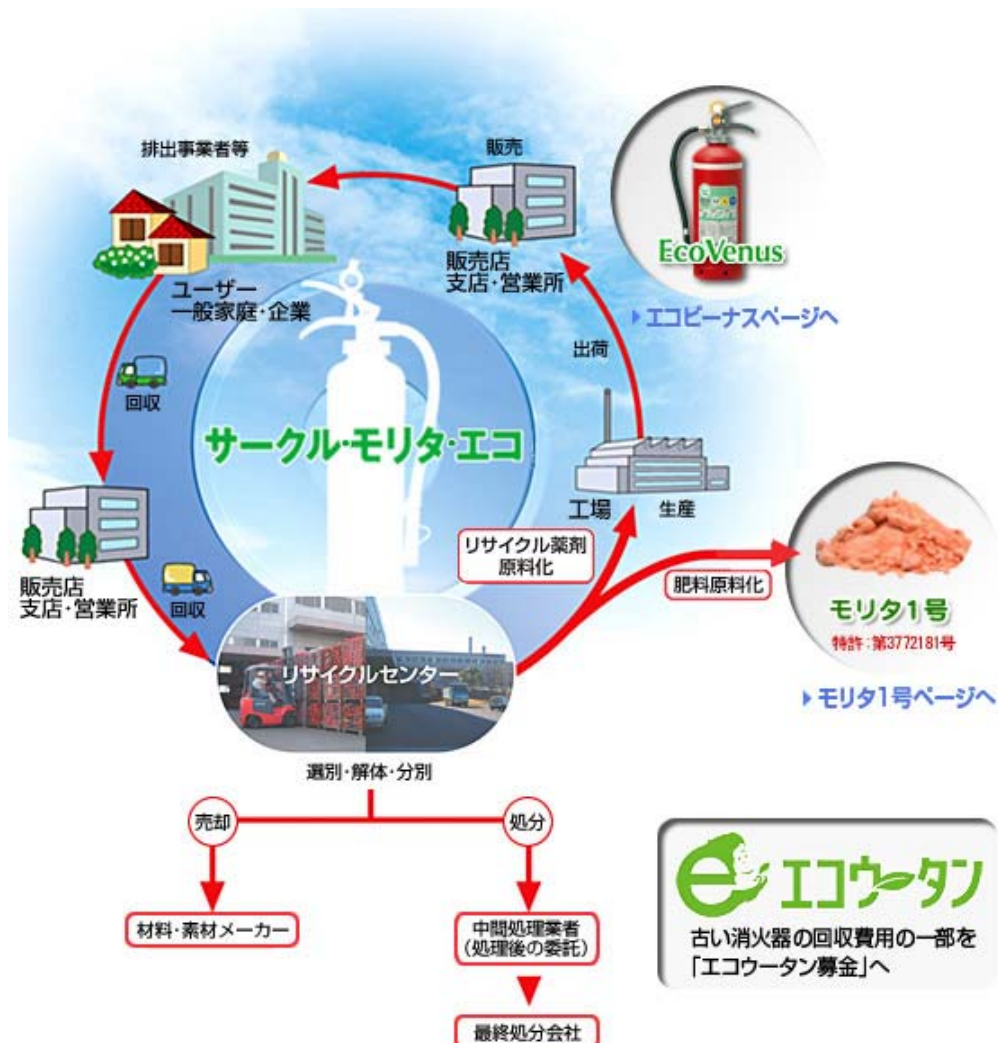 排出事業者等
販売
販売店
支店・営業所
EcoVenus
エコビーナスページへ
ユーザー
一般家庭・企業
出荷
回収
サークル・モリタ・エコ
工場
生産
リサイクル薬剤
原料化
肥料原料化
モリタ1号
特許：第3772181号
モリタ1号ページへ
販売店
支店・営業所
回収
リサイクルセンター
選別・解体・分別
売却
処分
材料・素材メーカー
中間処理業者
(処理後の委託)
最終処分会社
e エコウータン
古い消火器の回収費用の一部を
「エコウータン募金」へ